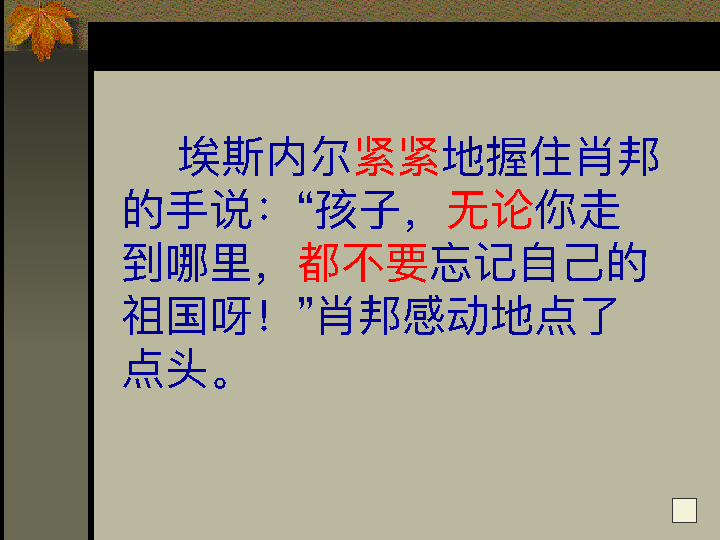 埃斯内尔紧紧地握住肖邦
的手说：“孩子，无论你走
到哪里，都不要忘记自己的
祖国呀！”肖邦感动地点了
点头。